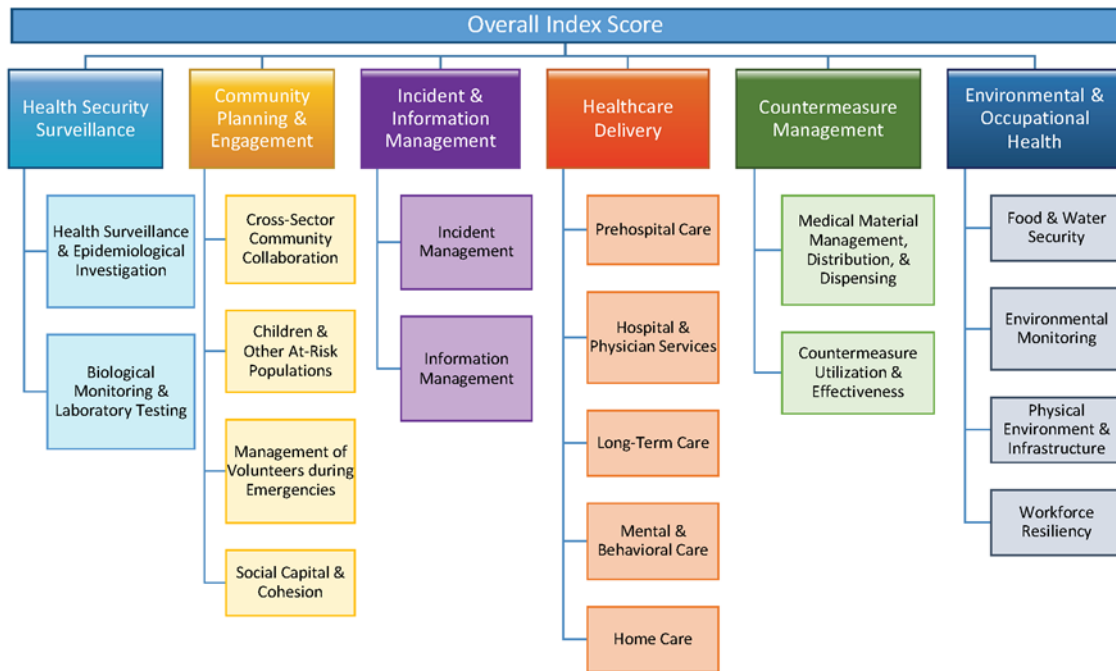 Overall Index Score
Health Security
Surveillance
Community
Planning &
Engagement
Incident &
Information
Management
Healthcare
Delivery
Countermeasure
Management
Environmental &
Occupational
Health
Health Surveillance
& Epidemiological
Investigation
Biological
Monitoring &
Laboratory Testing
Cross-Sector
Community
Collaboration
Children &
Other At-Risk
Populations
Management of
Volunteers during
Emergencies
Social Capital &
Cohesion
Incident
Management
Information
Management
Prehospital Care
Hospital &
Physician Services
Long-Term Care
Mental &
Behavioral Care
Home Care
Medical Material
Management,
Distribution, &
Dispensing
Countermeasure
Utilization &
Effectiveness
Food & Water
Security
Environmental
Monitoring
Physical
Environment &
Infrastructure
Workforce
Resiliency